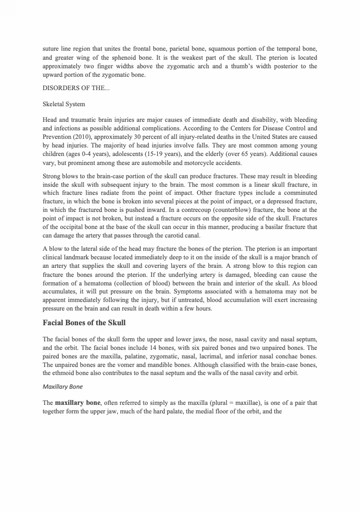 suture line region that unites the frontal bone, parietal bone, squamous portion of the temporal bone,
and greater wing of the sphenoid bone. It is the weakest part of the skull. The pterion is located
approximately two finger widths above the zygomatic arch and a thumb's width posterior to the
upward portion of the zygomatic bone.
DISORDERS OF THE...
Skeletal System
Head and traumatic brain injuries are major causes of immediate death and disability, with bleeding
and infections as possible additional complications. According to the Centers for Disease Control and
Prevention (2010), approximately 30 percent of all injury-related deaths in the United States are caused
by head injuries. The majority of head injuries involve falls. They are most common among young
children (ages 0-4 years), adolescents (15-19 years), and the elderly (over 65 years). Additional causes
vary, but prominent among these are automobile and motorcycle accidents.
Strong blows to the brain-case portion of the skull can produce fractures. These may result in bleeding
inside the skull with subsequent injury to the brain. The most common is a linear skull fracture, in
which fracture lines radiate from the point of impact. Other fracture types include a comminuted
fracture, in which the bone is broken into several pieces at the point of impact, or a depressed fracture,
in which the fractured bone is pushed inward. In a contrecoup (counterblow) fracture, the bone at the
point of impact is not broken, but instead a fracture occurs on the opposite side of the skull. Fractures
of the occipital bone at the base of the skull can occur in this manner, producing a basilar fracture that
can damage the artery that passes through the carotid canal.
A blow to the lateral side of the head may fracture the bones of the pterion. The pterion is an important
clinical landmark because located immediately deep to it on the inside of the skull is a major branch of
an artery that supplies the skull and covering layers of the brain. A strong blow to this region can
fracture the bones around the pterion. If the underlying artery is damaged, bleeding can cause the
formation of a hematoma (collection of blood) between the brain and interior of the skull. As blood
accumulates, it will put pressure on the brain. Symptoms associated with a hematoma may not be
apparent immediately following the injury, but if untreated, blood accumulation will exert increasing
pressure on the brain and can result in death within a few hours.
Facial Bones of the Skull
The facial bones of the skull form the upper and lower jaws, the nose, nasal cavity and nasal septum,
and the orbit. The facial bones include 14 bones, with six paired bones and two unpaired bones. The
paired bones are the maxilla, palatine, zygomatic, nasal, lacrimal, and inferior nasal conchae bones.
The unpaired bones are the vomer and mandible bones. Although classified with the brain-case bones,
the ethmoid bone also contributes to the nasal septum and the walls of the nasal cavity and orbit.
Maxillary Bone
The maxillary bone, often referred to simply as the maxilla (plural = maxillae), is one of a pair that
together form the upper jaw, much of the hard palate, the medial floor of the orbit, and the